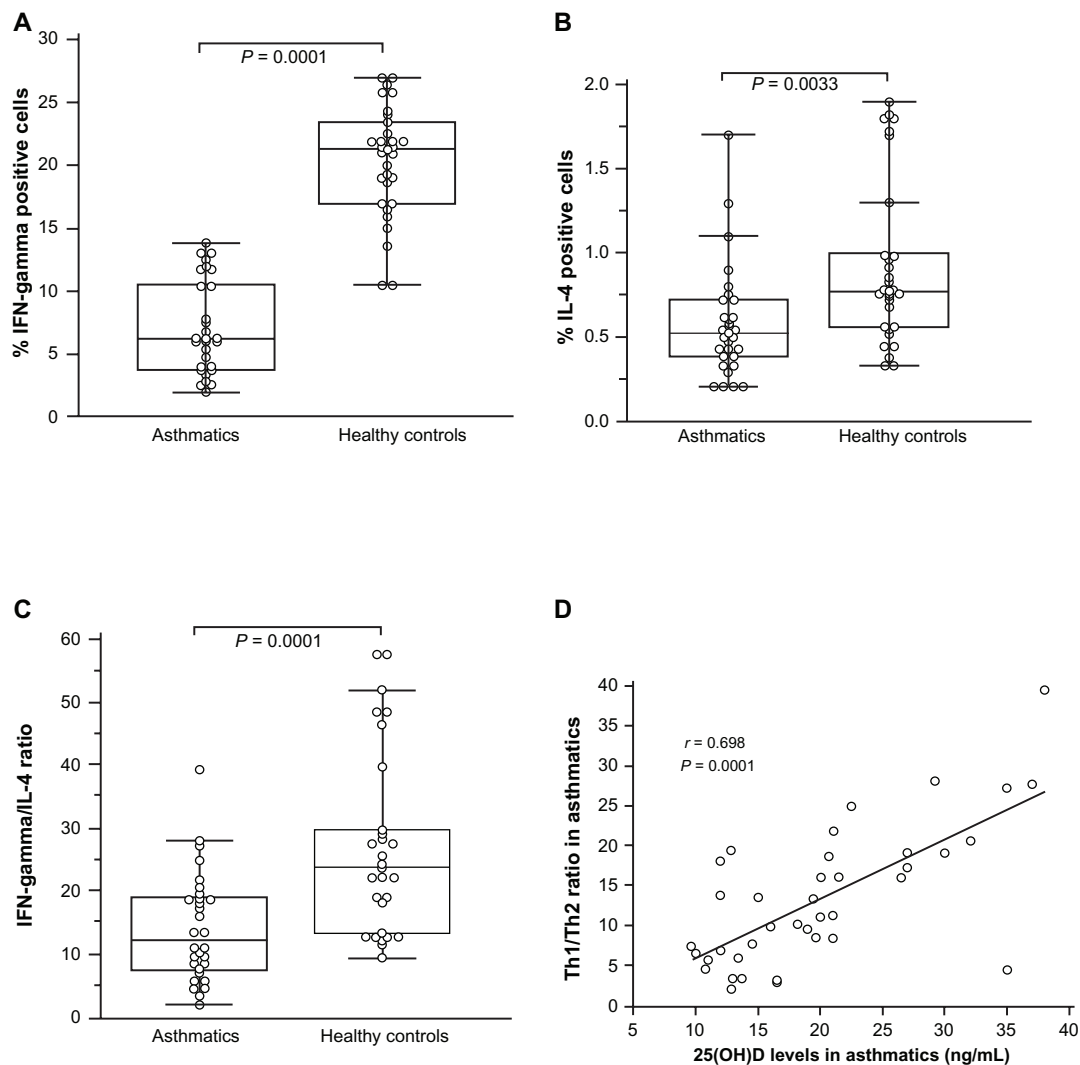 A
% IFN-gamma positive cells
30
25
20
15
10
5
0
P = 0.0001
Asthmatics
Healthy controls
B
% IL-4 positive cells
2.0
1.5
1.0
0.5
0.0
P = 0.0033
Asthmatics
Healthy controls
C
IFN-gamma/IL-4 ratio
60
50
40
30
20
10
0
P = 0.0001
Asthmatics
Healthy controls
D
Th1/Th2 ratio in asthmatics
40
35
30
25
20
15
10
5
0
r = 0.698
P = 0.0001
5
10
15
20
25
30
35
40
25(OH)D levels in asthmatics (ng/mL)